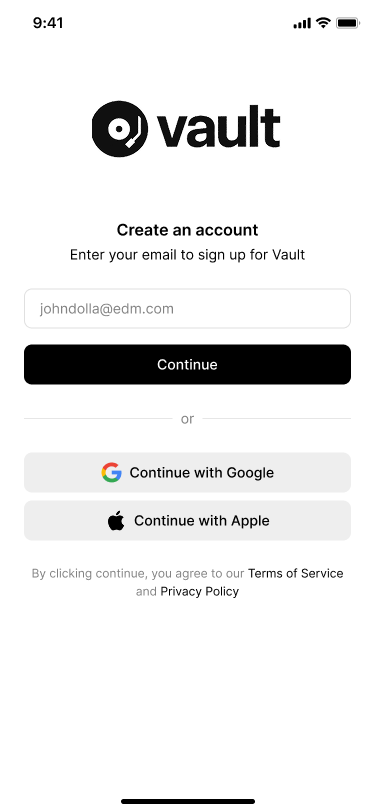 9:41
vault
Create an account
Enter your email to sign up for Vault
johndolla@edm.com
Continue
or
Continue with Google
Continue with Apple
By clicking continue, you agree to our Terms of Service
and Privacy Policy